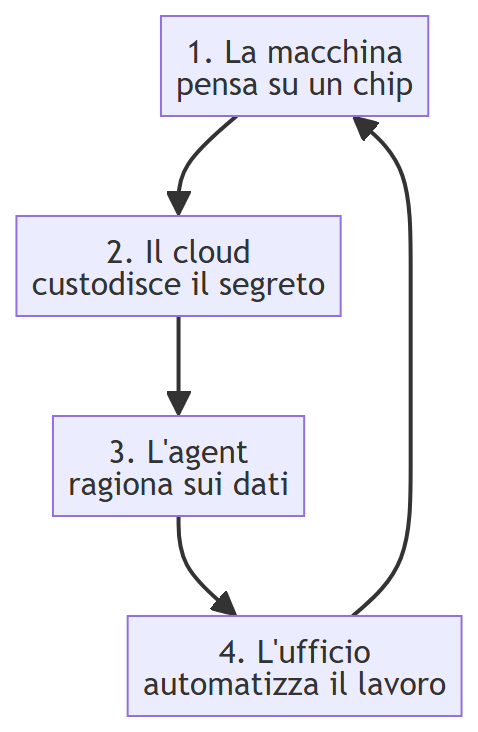 1. La macchina
pensa su un chip
2. Il cloud
custodisce il segreto
3. L'agent
ragiona sui dati
4. L'ufficio
automatizza il lavoro